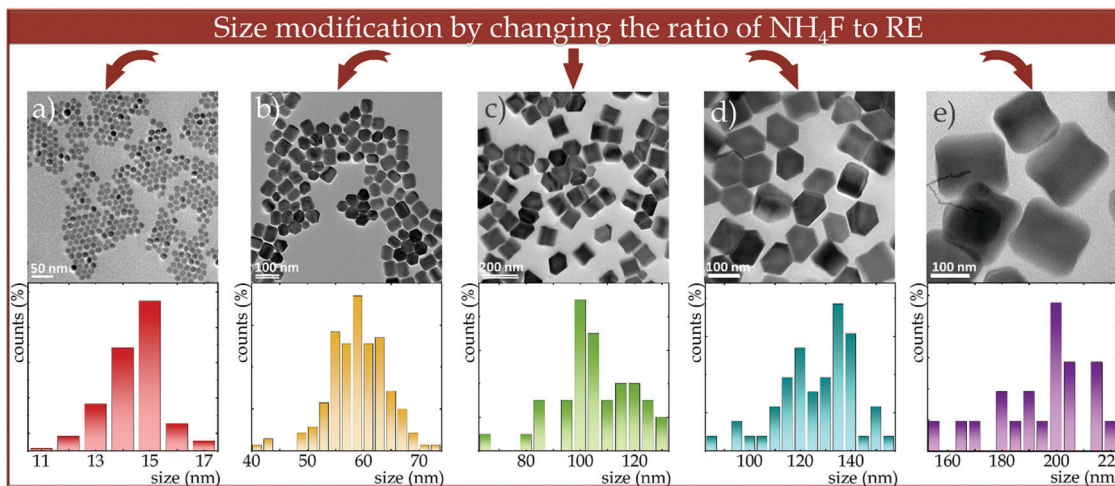 Size modification by changing the ratio of NH₄F to RE
a)
b)
c)
d)
e)
50 nm
100 nm
200 nm
100 nm
100 nm
counts (%)
counts (%)
counts (%)
counts (%)
counts (%)
11 13 15 17
40 50 60 70
80 100 120
100 120 140
160 180 200 220
size (nm)
size (nm)
size (nm)
size (nm)
size (nm)